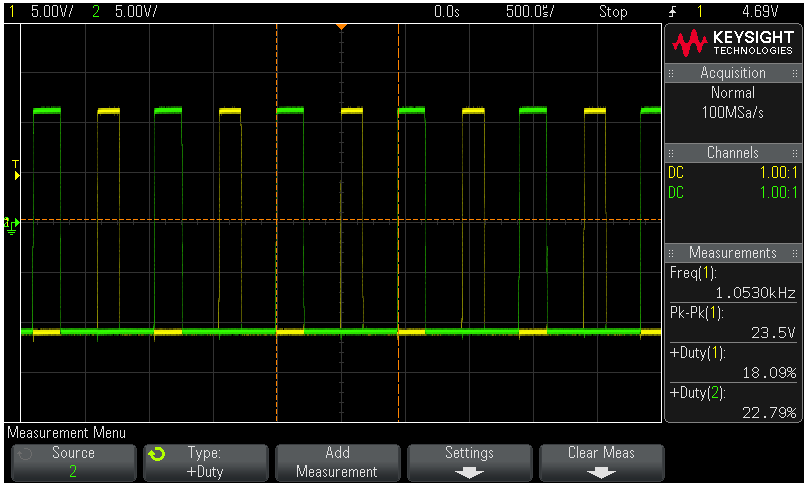 1 5.00V/ 2 5.00V/ 0.0s 500.0s/ Stop 1 4.69V
KEYSIGHT
TECHNOLOGIES
Acquisition
Normal
100MSa/s
Channels
DC 1.00:1
DC 1.00:1
Measurements
Freq(1):
1.0530kHz
Pk-Pk(1):
23.5V
+Duty(1):
18.09%
+Duty(2):
22.79%
T
Measurement Menu
Source
2
Type:
+Duty
Add
Measurement
Settings
Clear Meas